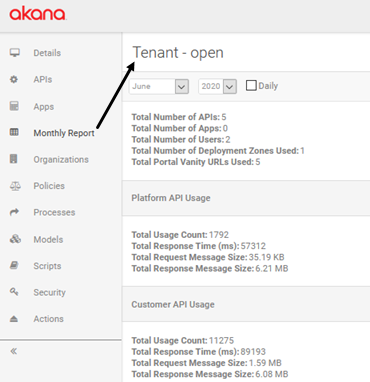 akana
Details
APIs
Apps
Monthly Report
Organizations
Policies
Processes
Models
Scripts
Security
Actions
«
Tenant - open
June 2020 Daily
Total Number of APIs: 5
Total Number of Apps: 0
Total Number of Users: 2
Total Number of Deployment Zones Used: 1
Total Portal Vanity URLs Used: 5
Platform API Usage
Total Usage Count: 1792
Total Response Time (ms): 57312
Total Request Message Size: 35.19 KB
Total Response Message Size: 6.21 MB
Customer API Usage
Total Usage Count: 11275
Total Response Time (ms): 89193
Total Request Message Size: 1.59 MB
Total Response Message Size: 6.08 MB